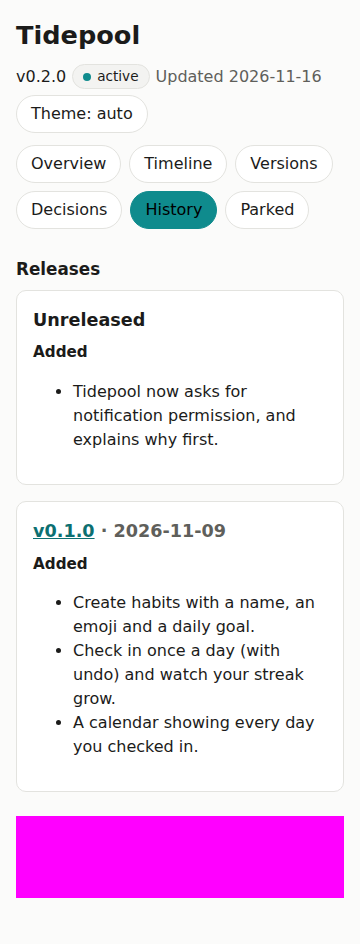 Tidepool
v0.2.0 active Updated 2026-11-16
Theme: auto
Overview Timeline Versions
Decisions History Parked
Releases
Unreleased
Added
• Tidepool now asks for
notification permission, and
explains why first.
v0.1.0 · 2026-11-09
Added
• Create habits with a name, an
emoji and a daily goal.
• Check in once a day (with
undo) and watch your streak
grow.
• A calendar showing every day
you checked in.